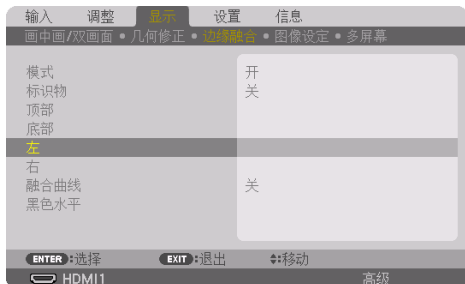 输入 调整 显示 设置 信息
画中画/双画面 • 几何修正 • 边缘融合 • 图像设定 • 多屏幕
模式 开
标识物 关
顶部
底部
左
右
融合曲线 关
黑色水平
ENTER:选择 EXIT:退出 :移动
HDMI1 高级